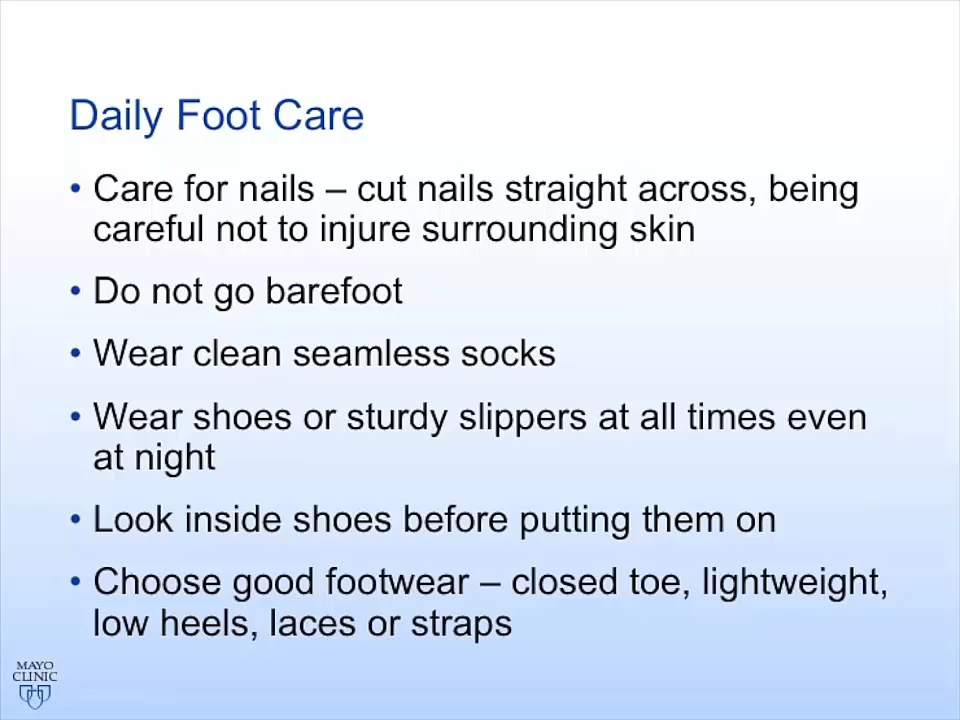 Daily Foot Care
• Care for nails – cut nails straight across, being
careful not to injure surrounding skin
• Do not go barefoot
• Wear clean seamless socks
• Wear shoes or sturdy slippers at all times even
at night
• Look inside shoes before putting them on
• Choose good footwear – closed toe, lightweight,
low heels, laces or straps
MAYO
CLINIC